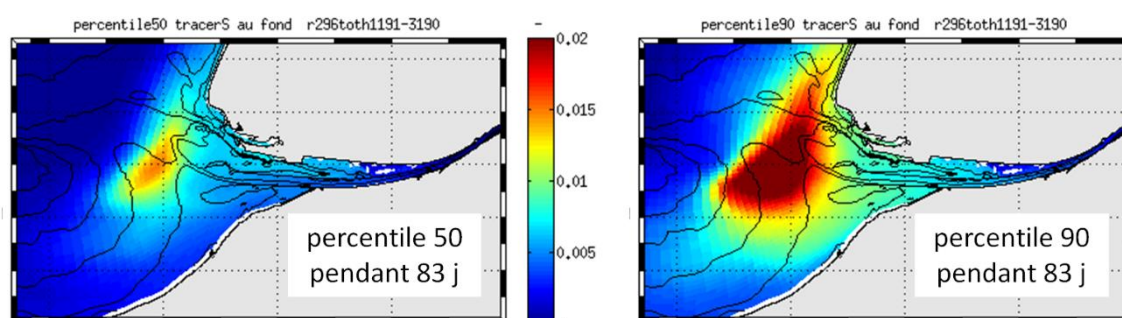 percentile50 tracerS au fond r296toth1191-3190
percentile 50
pendant 83 j
-
0.02
0.015
0.01
0.005
percentile90 tracerS au fond r296toth1191-3190
percentile 90
pendant 83 j